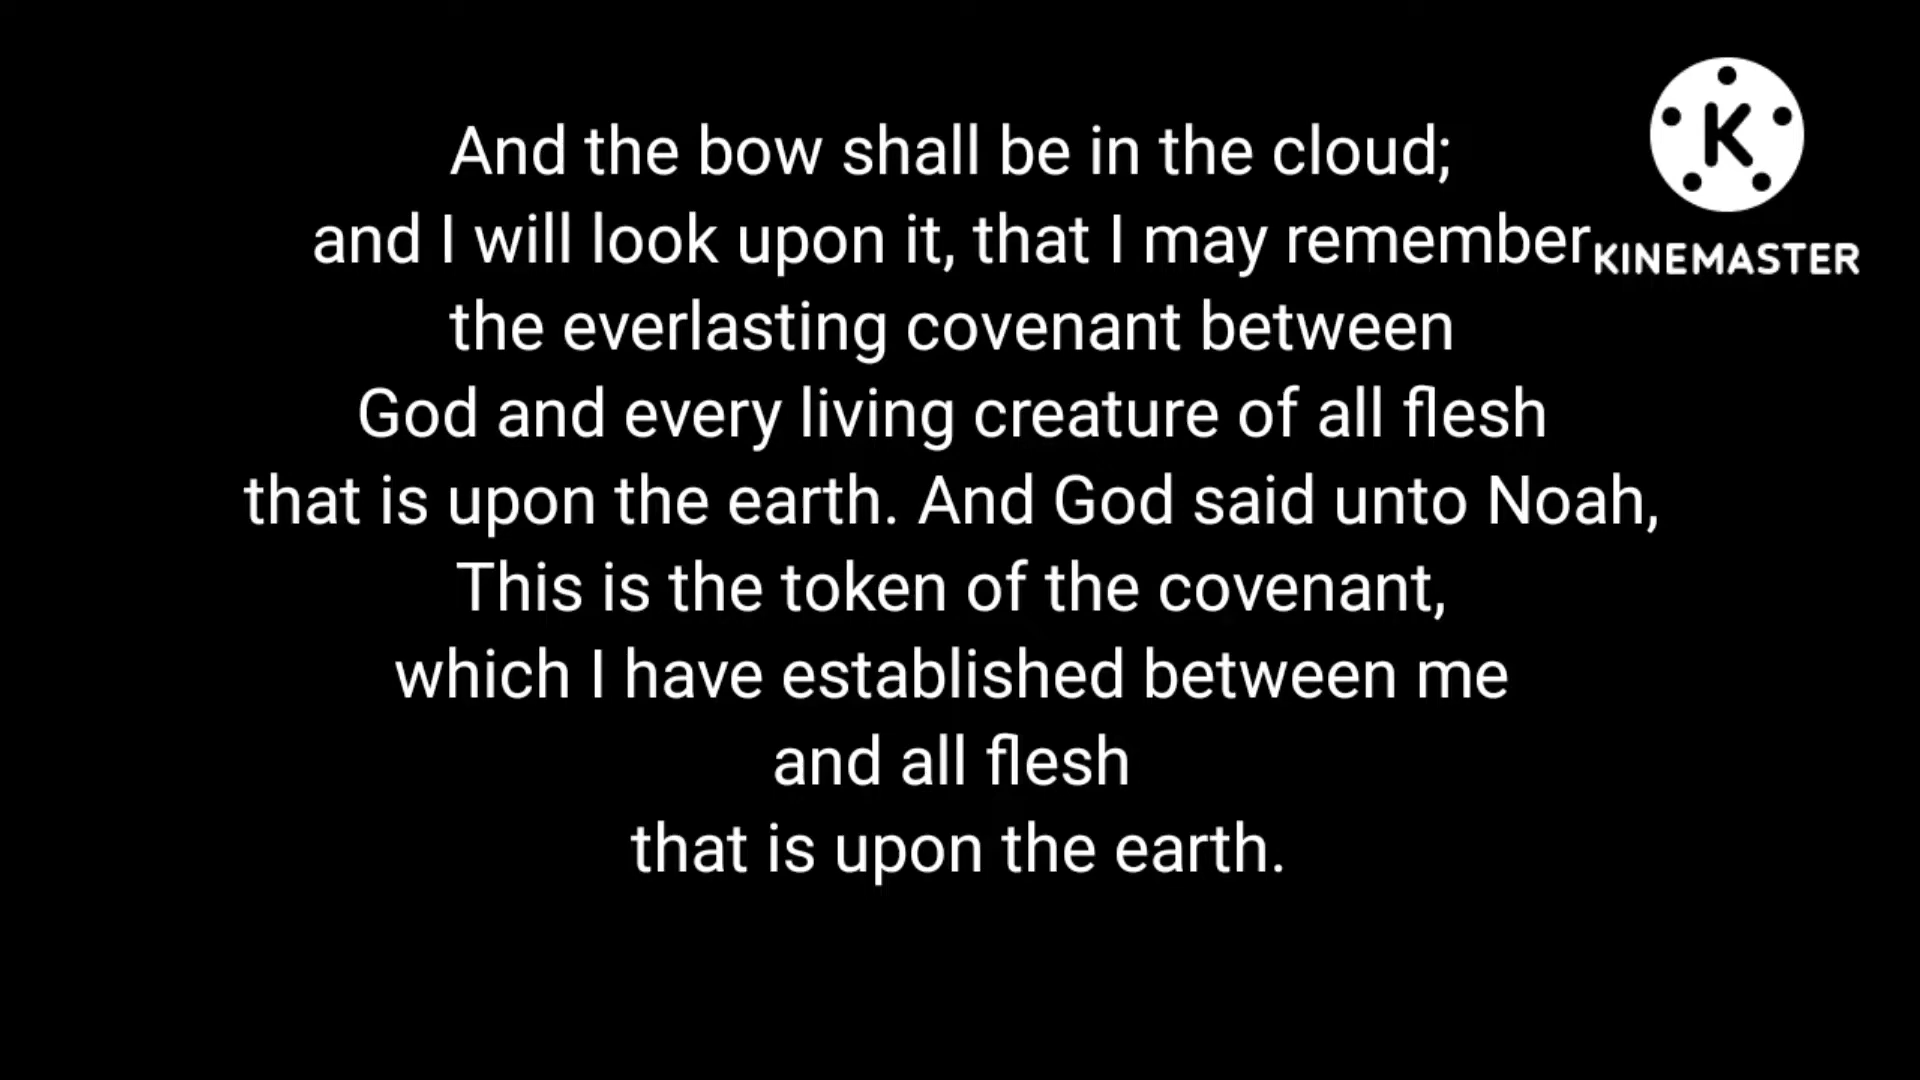 And the bow shall be in the cloud;
and I will look upon it, that I may remember
the everlasting covenant between
God and every living creature of all flesh
that is upon the earth. And God said unto Noah,
This is the token of the covenant,
which I have established between me
and all flesh
that is upon the earth.
K
KINEMASTER